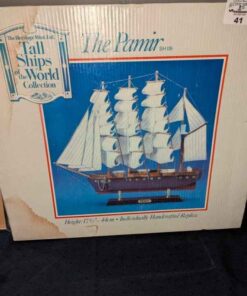 The Heritage Mint, Ltd.
Tall
Ships
of the
World
Collection
The Pamir
41
Height: 17½" 44cm • Individually Handcrafted Replica